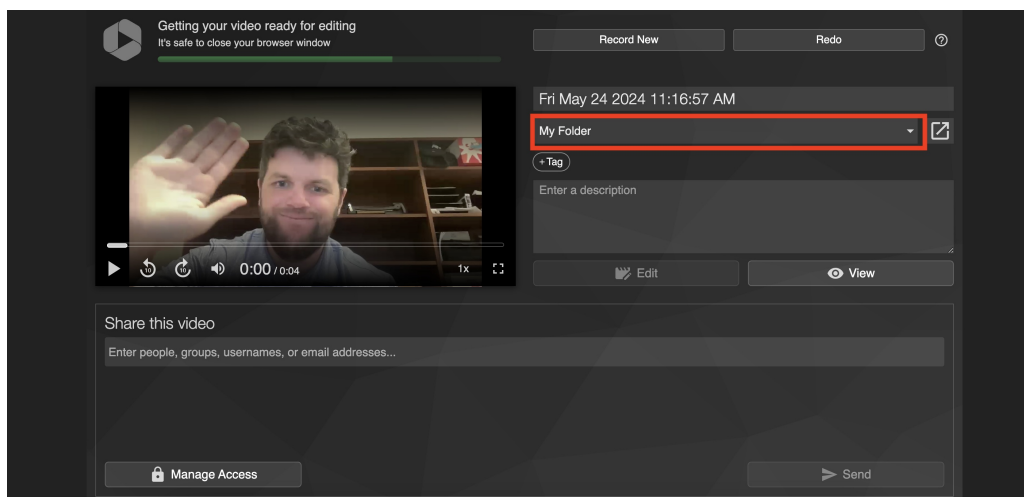 Getting your video ready for editing
It's safe to close your browser window
Record New
Redo
Fri May 24 2024 11:16:57 AM
My Folder
+ Tag
Enter a description
10
10
0:00 / 0:04
1x
Edit
View
Share this video
Enter people, groups, usernames, or email addresses...
Manage Access
Send